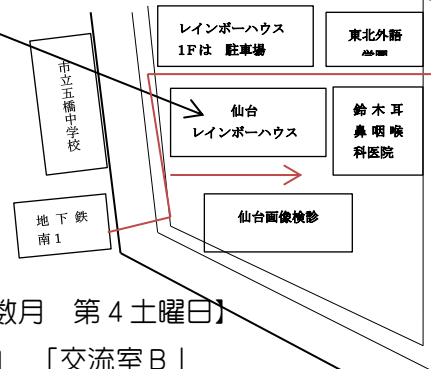 レインボーハウス
1Fは 駐車場
東北外語
学園
市立五橋中学校
仙台
レインボーハウス
鈴木耳
鼻咽喉
科医院
地下鉄
南1
仙台画像検診
数月 第4土曜日】
「交流室B」